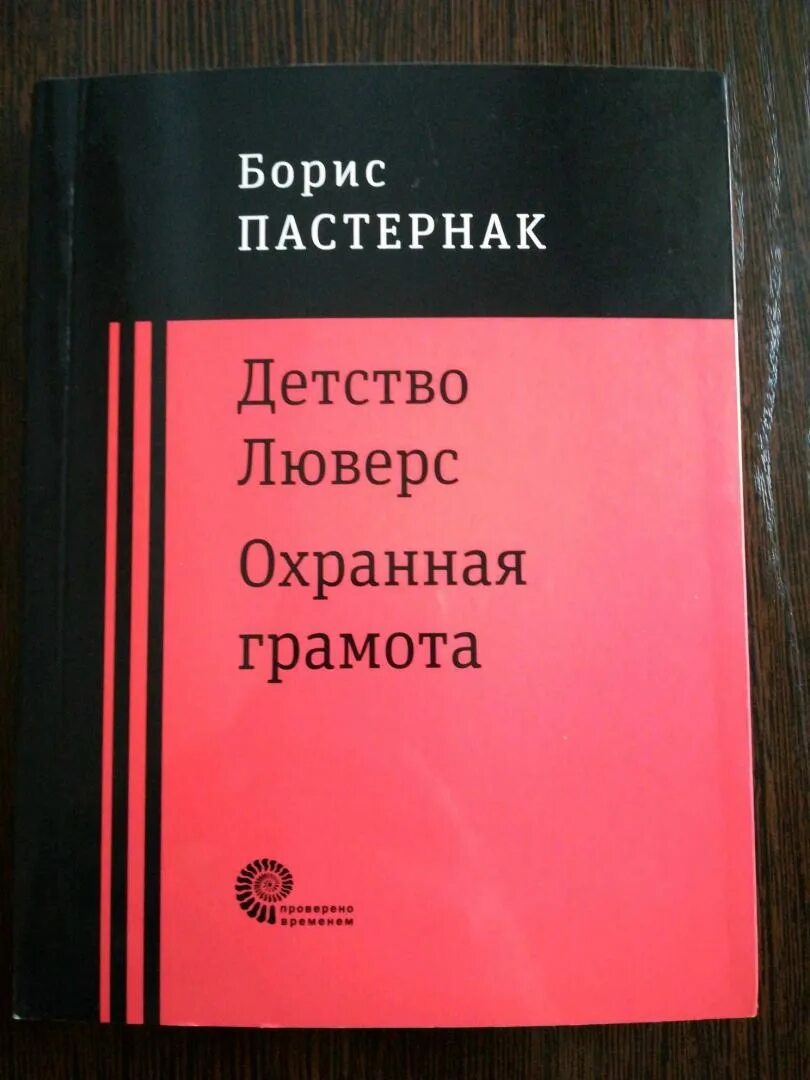 Борис
ПАСТЕРНАК
Детство
Люверс
Охранная
грамота
проверено
временем